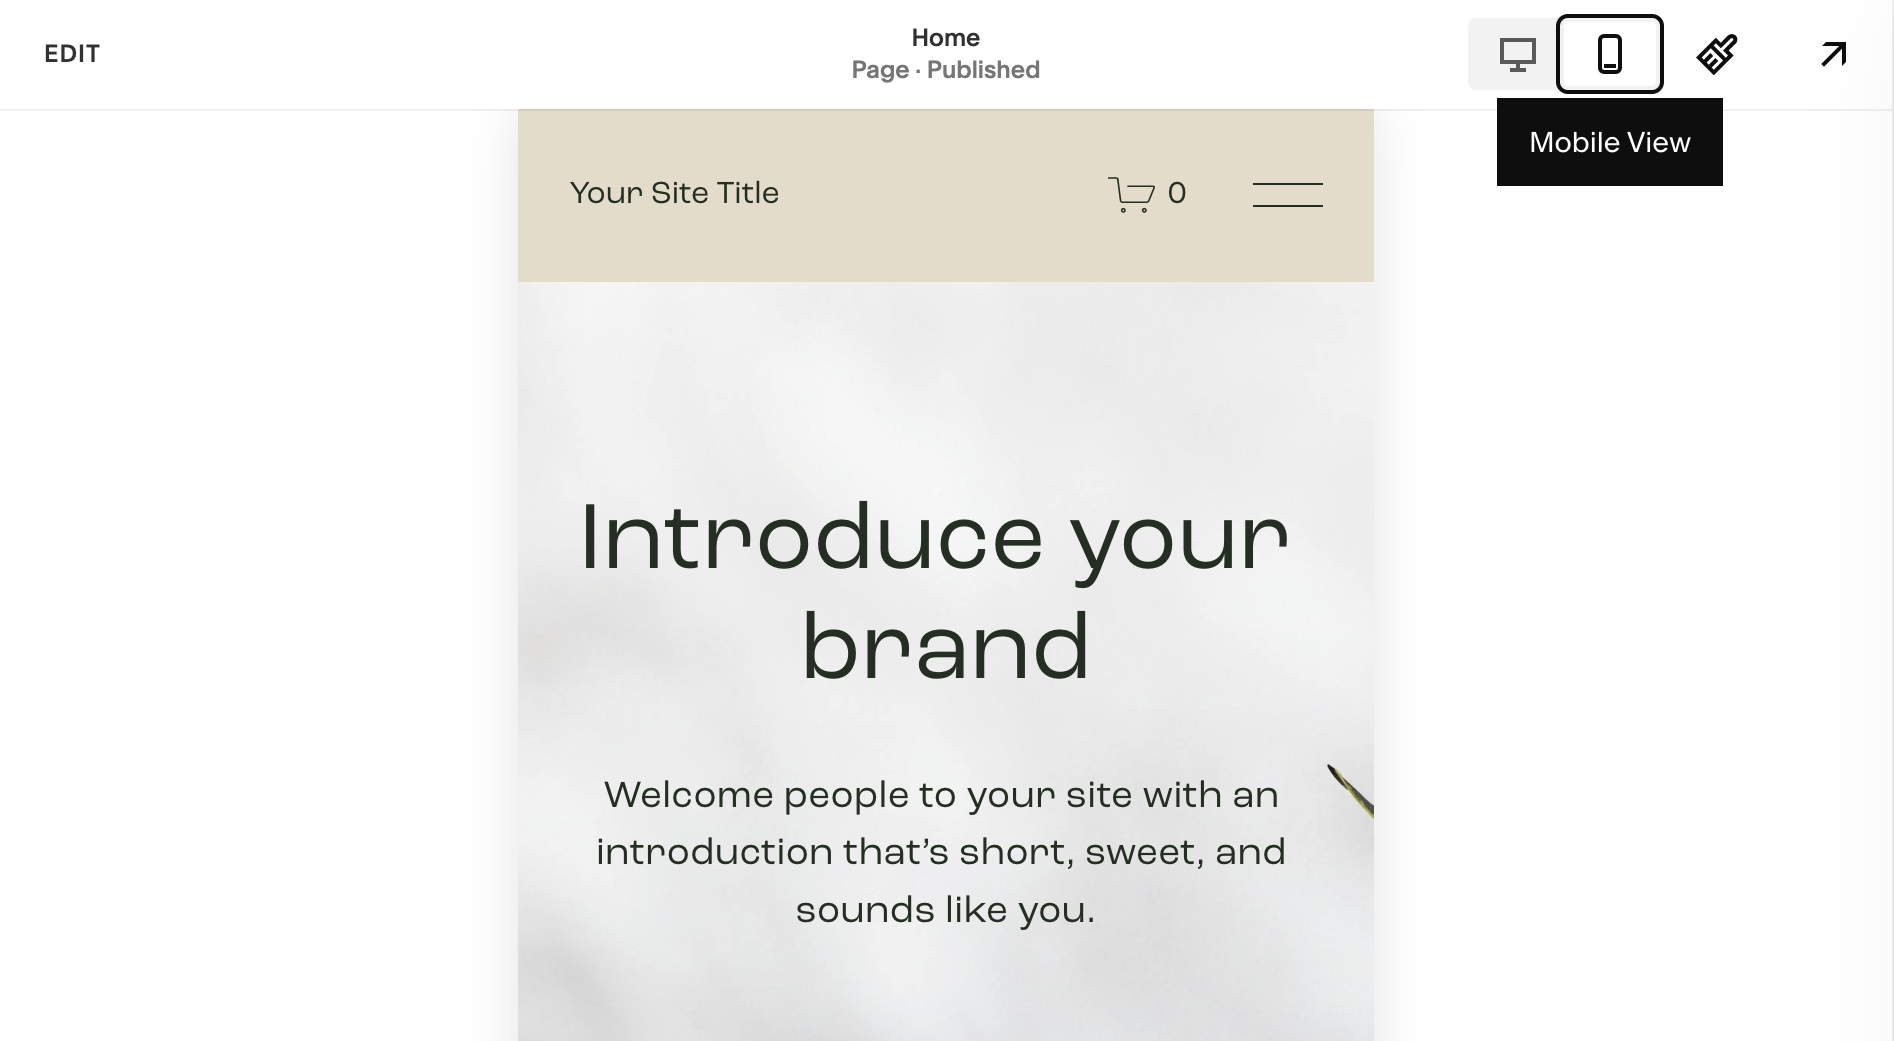 EDIT
Home
Page · Published
Mobile View
Your Site Title
0
Introduce your
brand
Welcome people to your site with an
introduction that’s short, sweet, and
sounds like you.